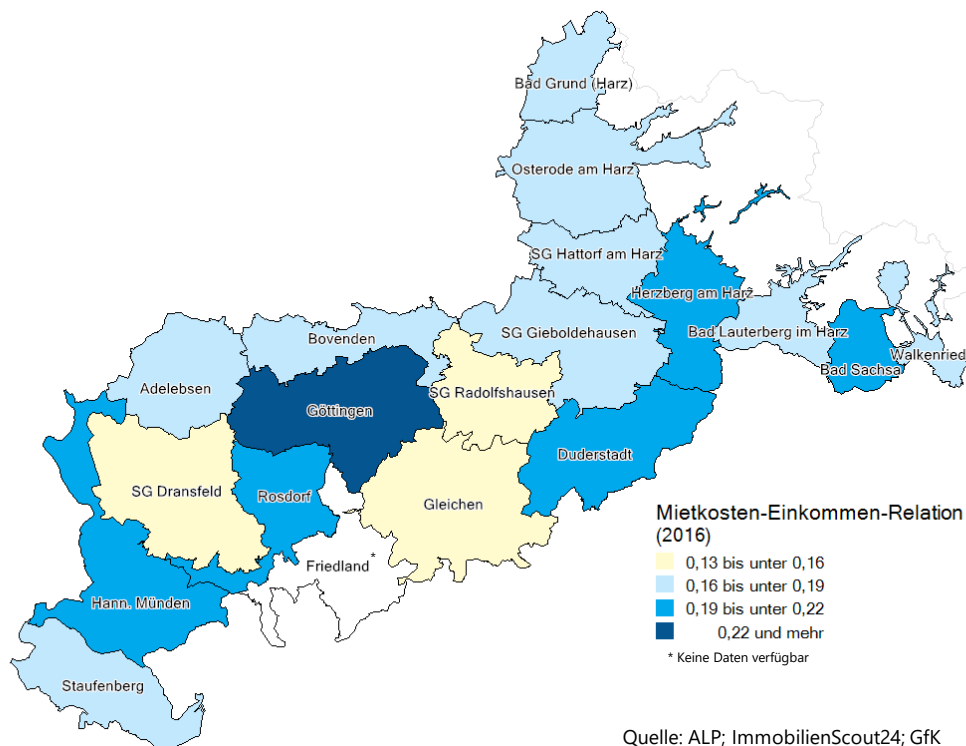 Bad Grund (Harz)
Osterode am Harz
SG Hattorf am Harz
Herzberg am Harz
SG Gieboldehausen
Bad Lauterberg im Harz
Bovenden
Walkenried
Bad Sachsa
Adelebsen
SG Radolfshausen
Göttingen
Duderstadt
SG Dransfeld
Rosdorf
Gleichen
Friedland *
Hann. Münden
Staufenberg
Mietkosten-Einkommen-Relation
(2016)
0,13 bis unter 0,16
0,16 bis unter 0,19
0,19 bis unter 0,22
0,22 und mehr
* Keine Daten verfügbar
Quelle: ALP; ImmobilienScout24; GfK